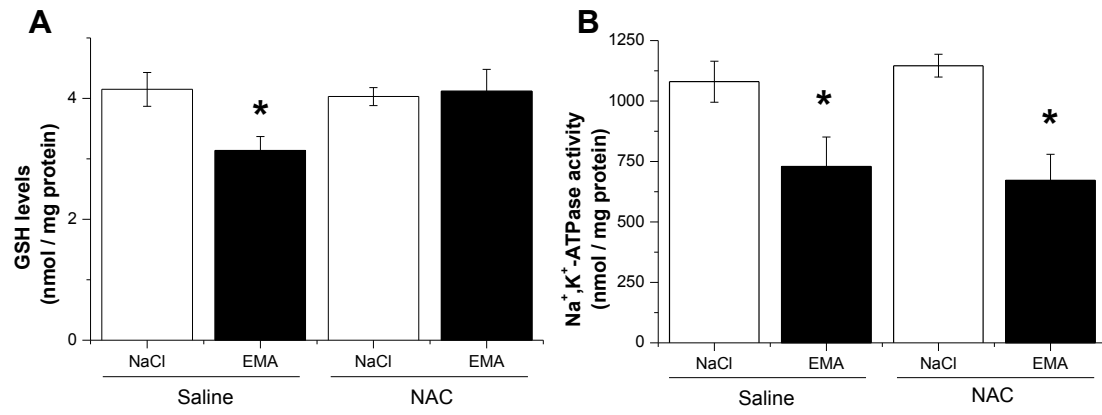 A
GSH levels
(nmol / mg protein)
4
2
0
*
NaCl
EMA
NaCl
EMA
Saline
NAC
B
Na⁺,K⁺-ATPase activity
(nmol / mg protein)
1250
1000
750
500
250
0
*
*
NaCl
EMA
NaCl
EMA
Saline
NAC